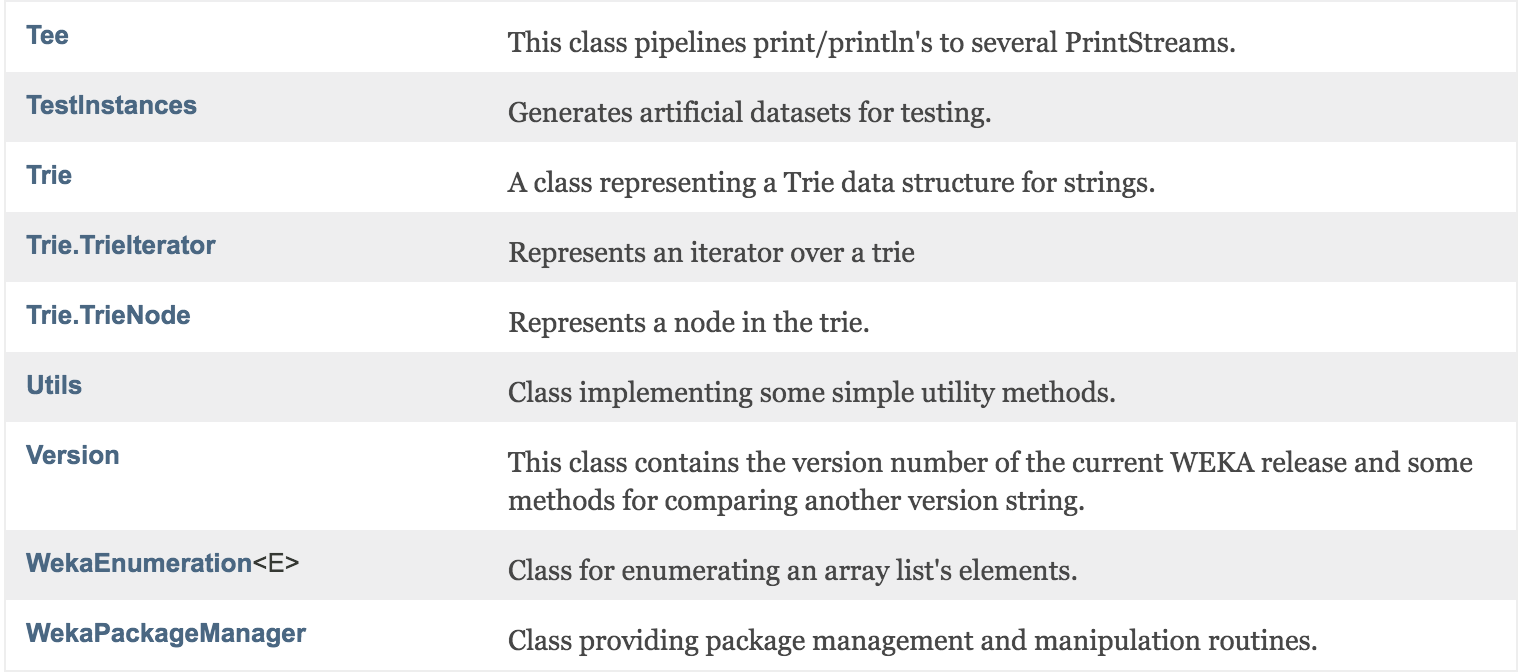 Tee
This class pipelines print/println's to several PrintStreams.
TestInstances
Generates artificial datasets for testing.
Trie
A class representing a Trie data structure for strings.
Trie.TrieIterator
Represents an iterator over a trie
Trie.TrieNode
Represents a node in the trie.
Utils
Class implementing some simple utility methods.
Version
This class contains the version number of the current WEKA release and some
methods for comparing another version string.
WekaEnumeration<E>
Class for enumerating an array list's elements.
WekaPackageManager
Class providing package management and manipulation routines.